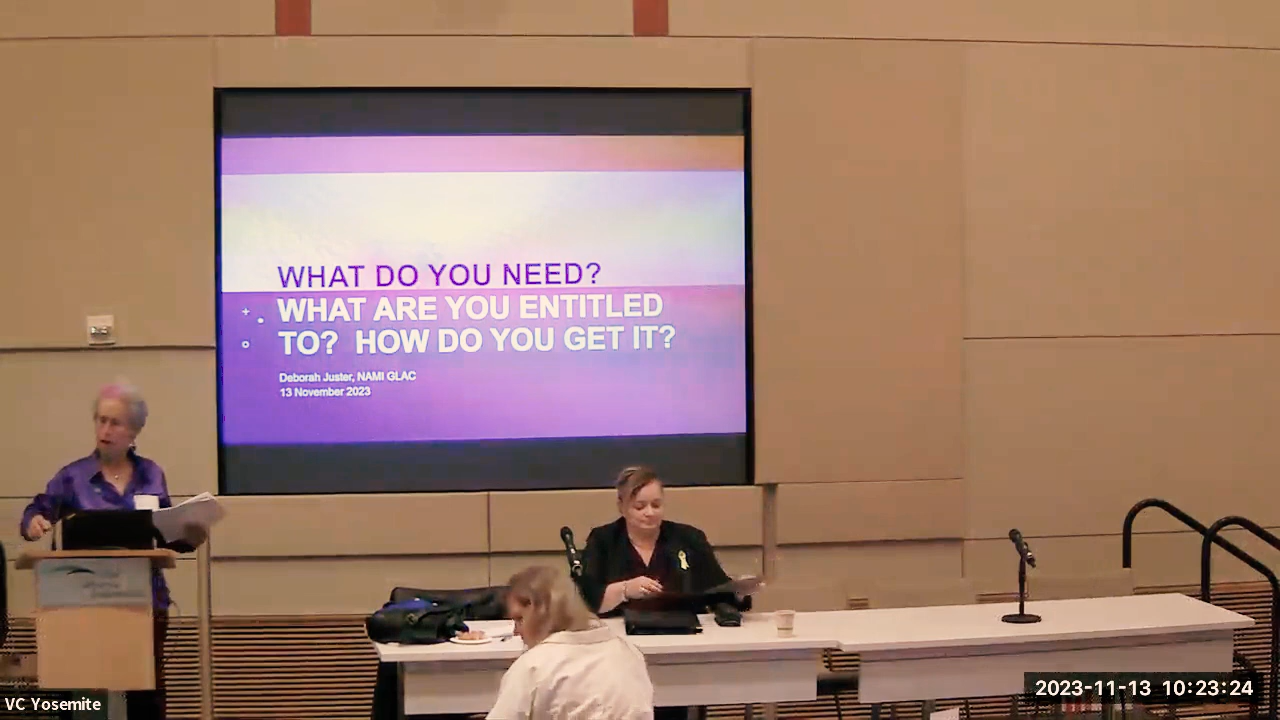 WHAT DO YOU NEED?
WHAT ARE YOU ENTITLED
TO? HOW DO YOU GET IT?
Deborah Juster, NAMI GLAC
13 November 2023
VC Yosemite
2023-11-13 10:23:24